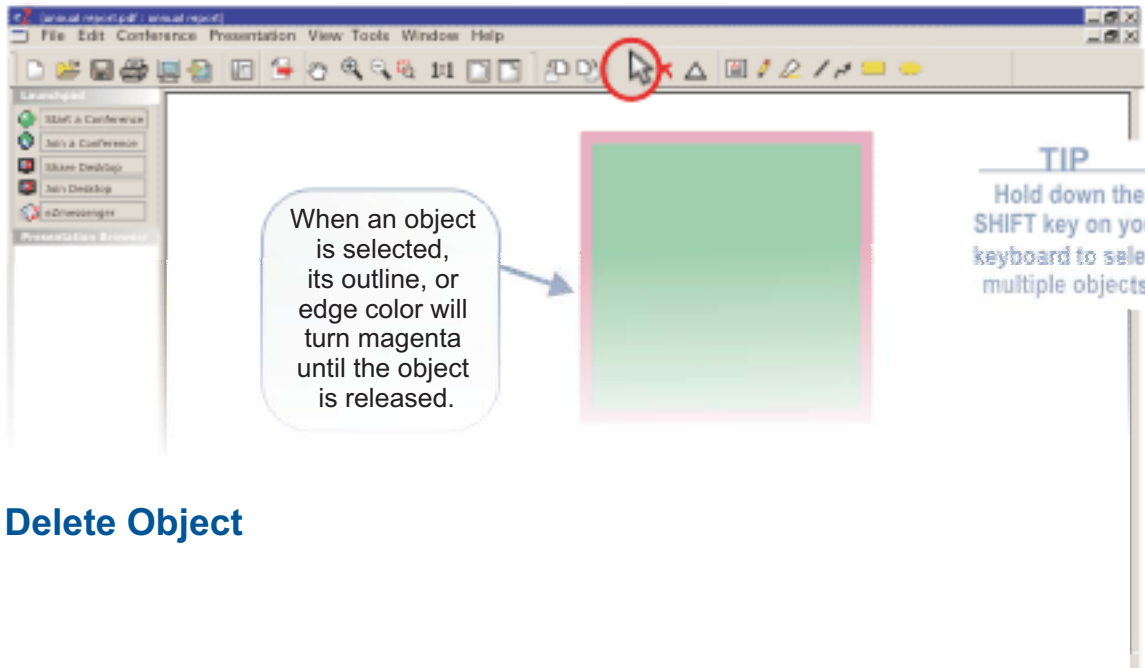 (annual report.pdf : annual report)
File Edit Conference Presentation View Tools Window Help
1:1
Launchpad
Start a Conference
Join a Conference
Share Desktop
Join Desktop
eZmessenger
Presentation Browser
When an object
is selected,
its outline, or
edge color will
turn magenta
until the object
is released.
TIP
Hold down the
SHIFT key on you
keyboard to sele
multiple objects
Delete Object